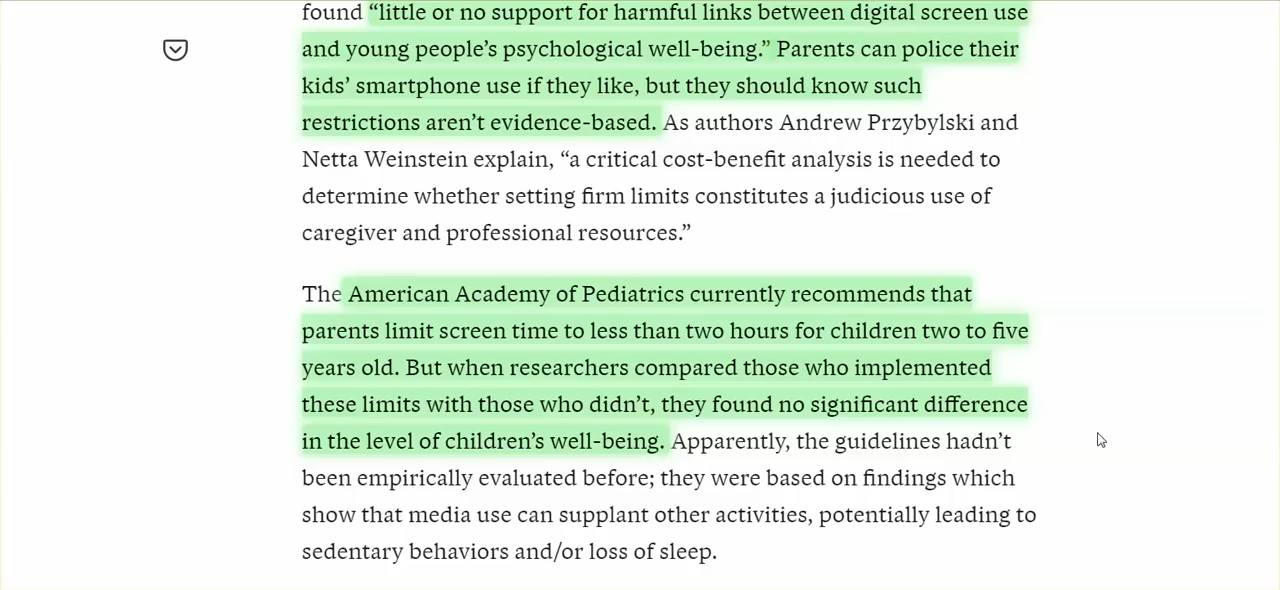 found “little or no support for harmful links between digital screen use
and young people’s psychological well-being.” Parents can police their
kids’ smartphone use if they like, but they should know such
restrictions aren’t evidence-based. As authors Andrew Przybylski and
Netta Weinstein explain, “a critical cost-benefit analysis is needed to
determine whether setting firm limits constitutes a judicious use of
caregiver and professional resources.”
The American Academy of Pediatrics currently recommends that
parents limit screen time to less than two hours for children two to five
years old. But when researchers compared those who implemented
these limits with those who didn’t, they found no significant difference
in the level of children’s well-being. Apparently, the guidelines hadn’t
been empirically evaluated before; they were based on findings which
show that media use can supplant other activities, potentially leading to
sedentary behaviors and/or loss of sleep.